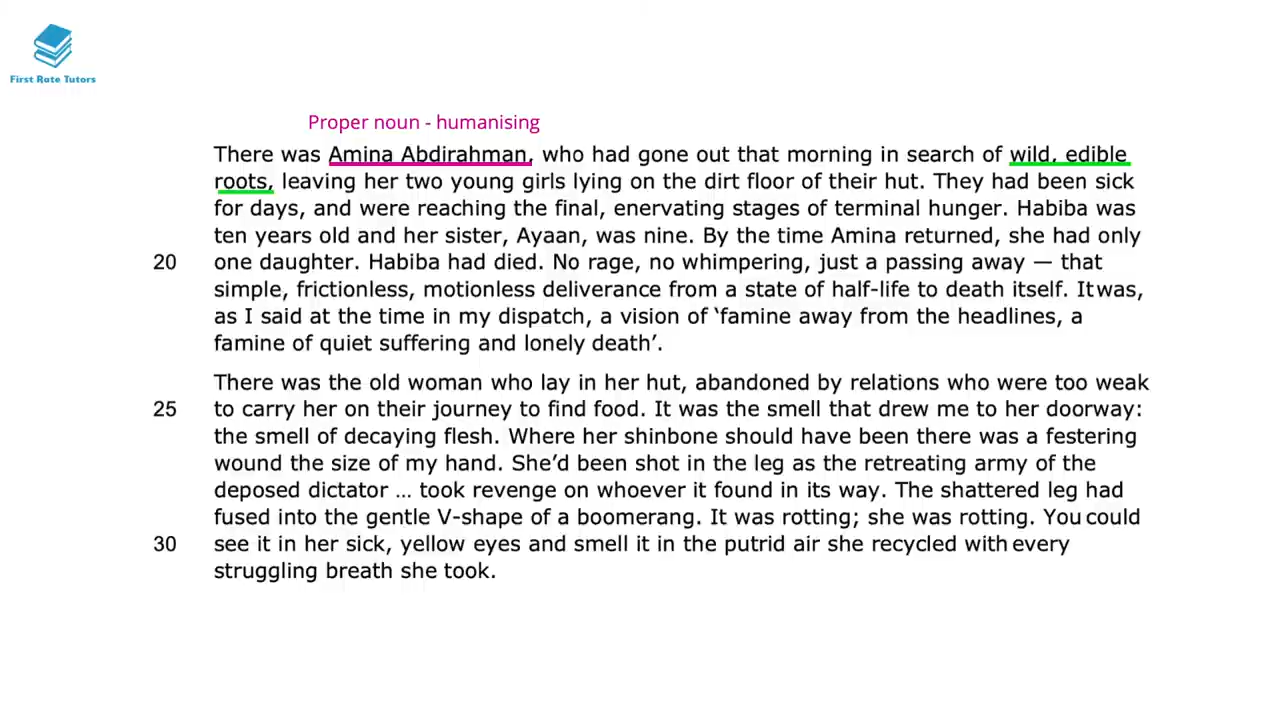 First Rate Tutors
Proper noun - humanising
There was Amina Abdirahman, who had gone out that morning in search of wild, edible
roots, leaving her two young girls lying on the dirt floor of their hut. They had been sick
for days, and were reaching the final, enervating stages of terminal hunger. Habiba was
ten years old and her sister, Ayaan, was nine. By the time Amina returned, she had only
20 one daughter. Habiba had died. No rage, no whimpering, just a passing away — that
simple, frictionless, motionless deliverance from a state of half-life to death itself. It was,
as I said at the time in my dispatch, a vision of ‘famine away from the headlines, a
famine of quiet suffering and lonely death’.
There was the old woman who lay in her hut, abandoned by relations who were too weak
25 to carry her on their journey to find food. It was the smell that drew me to her doorway:
the smell of decaying flesh. Where her shinbone should have been there was a festering
wound the size of my hand. She’d been shot in the leg as the retreating army of the
deposed dictator ... took revenge on whoever it found in its way. The shattered leg had
fused into the gentle V-shape of a boomerang. It was rotting; she was rotting. You could
30 see it in her sick, yellow eyes and smell it in the putrid air she recycled with every
struggling breath she took.